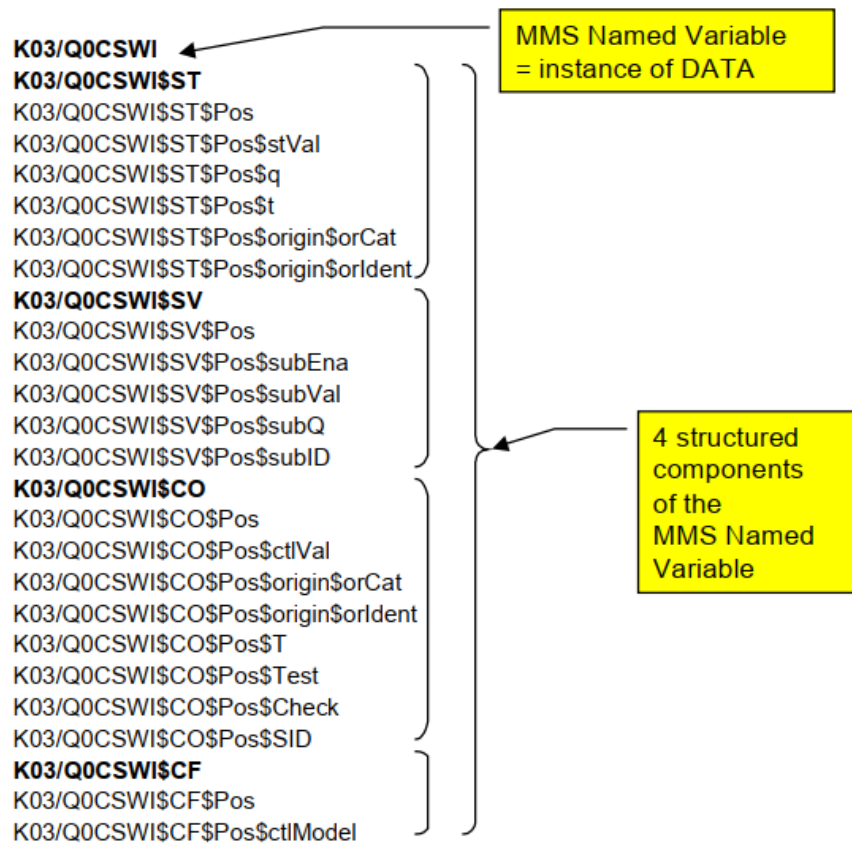 K03/Q0CSWI
K03/Q0CSWI$ST
K03/Q0CSWI$ST$Pos
K03/Q0CSWI$ST$Pos$stVal
K03/Q0CSWI$ST$Pos$q
K03/Q0CSWI$ST$Pos$t
K03/Q0CSWI$ST$Pos$origin$orCat
K03/Q0CSWI$ST$Pos$origin$orIdent
K03/Q0CSWI$SV
K03/Q0CSWI$SV$Pos
K03/Q0CSWI$SV$Pos$subEna
K03/Q0CSWI$SV$Pos$subVal
K03/Q0CSWI$SV$Pos$subQ
K03/Q0CSWI$SV$Pos$subID
K03/Q0CSWI$CO
K03/Q0CSWI$CO$Pos
K03/Q0CSWI$CO$Pos$ctlVal
K03/Q0CSWI$CO$Pos$origin$orCat
K03/Q0CSWI$CO$Pos$origin$orIdent
K03/Q0CSWI$CO$Pos$T
K03/Q0CSWI$CO$Pos$Test
K03/Q0CSWI$CO$Pos$Check
K03/Q0CSWI$CO$Pos$SID
K03/Q0CSWI$CF
K03/Q0CSWI$CF$Pos
K03/Q0CSWI$CF$Pos$ctlModel
MMS Named Variable
= instance of DATA
4 structured
components
of the
MMS Named
Variable